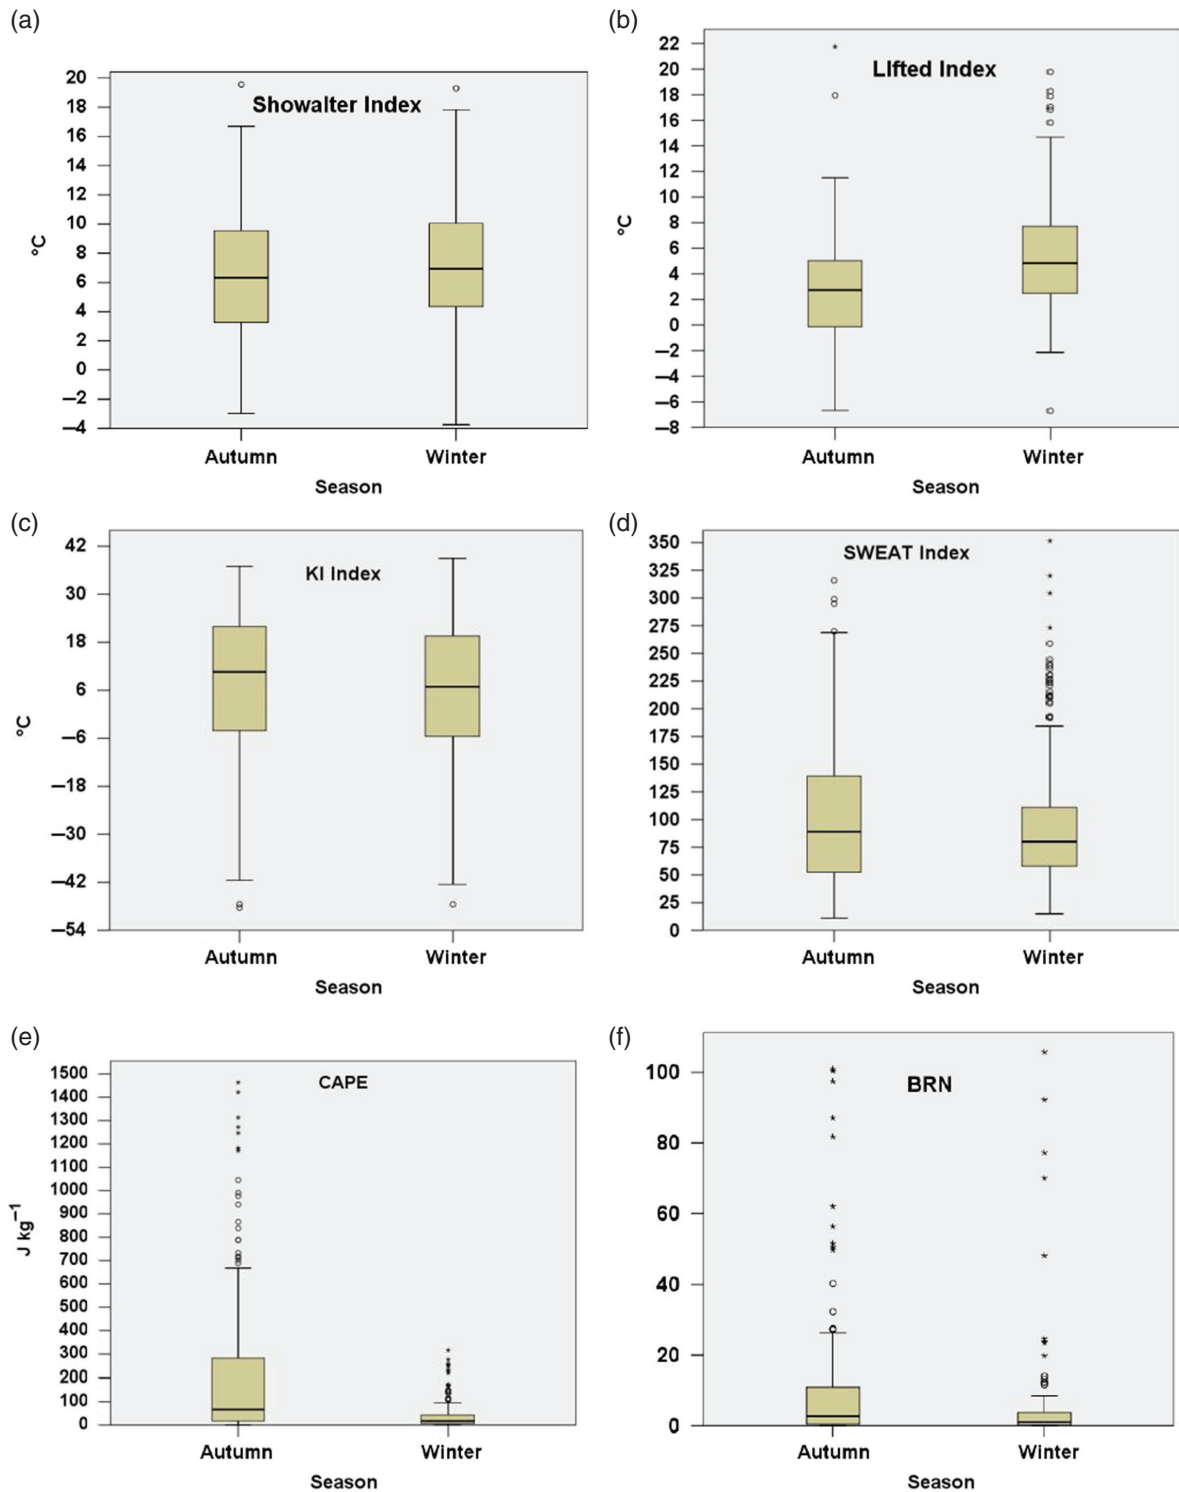 (a)
Showalter Index
20
18
16
14
12
10
8
6
4
2
0
–2
–4
°C
Autumn Winter
Season
(b)
LIfted Index
22
20
18
16
14
12
10
8
6
4
2
0
–2
–4
–6
–8
°C
Autumn Winter
Season
(c)
KI Index
42
30
18
6
–6
–18
–30
–42
–54
°C
Autumn Winter
Season
(d)
SWEAT Index
350
325
300
275
250
225
200
175
150
125
100
75
50
25
0
Autumn Winter
Season
(e)
CAPE
1500
1400
1300
1200
1100
1000
900
800
700
600
500
400
300
200
100
0
J kg–1
Autumn Winter
Season
(f)
BRN
100
80
60
40
20
0
Autumn Winter
Season